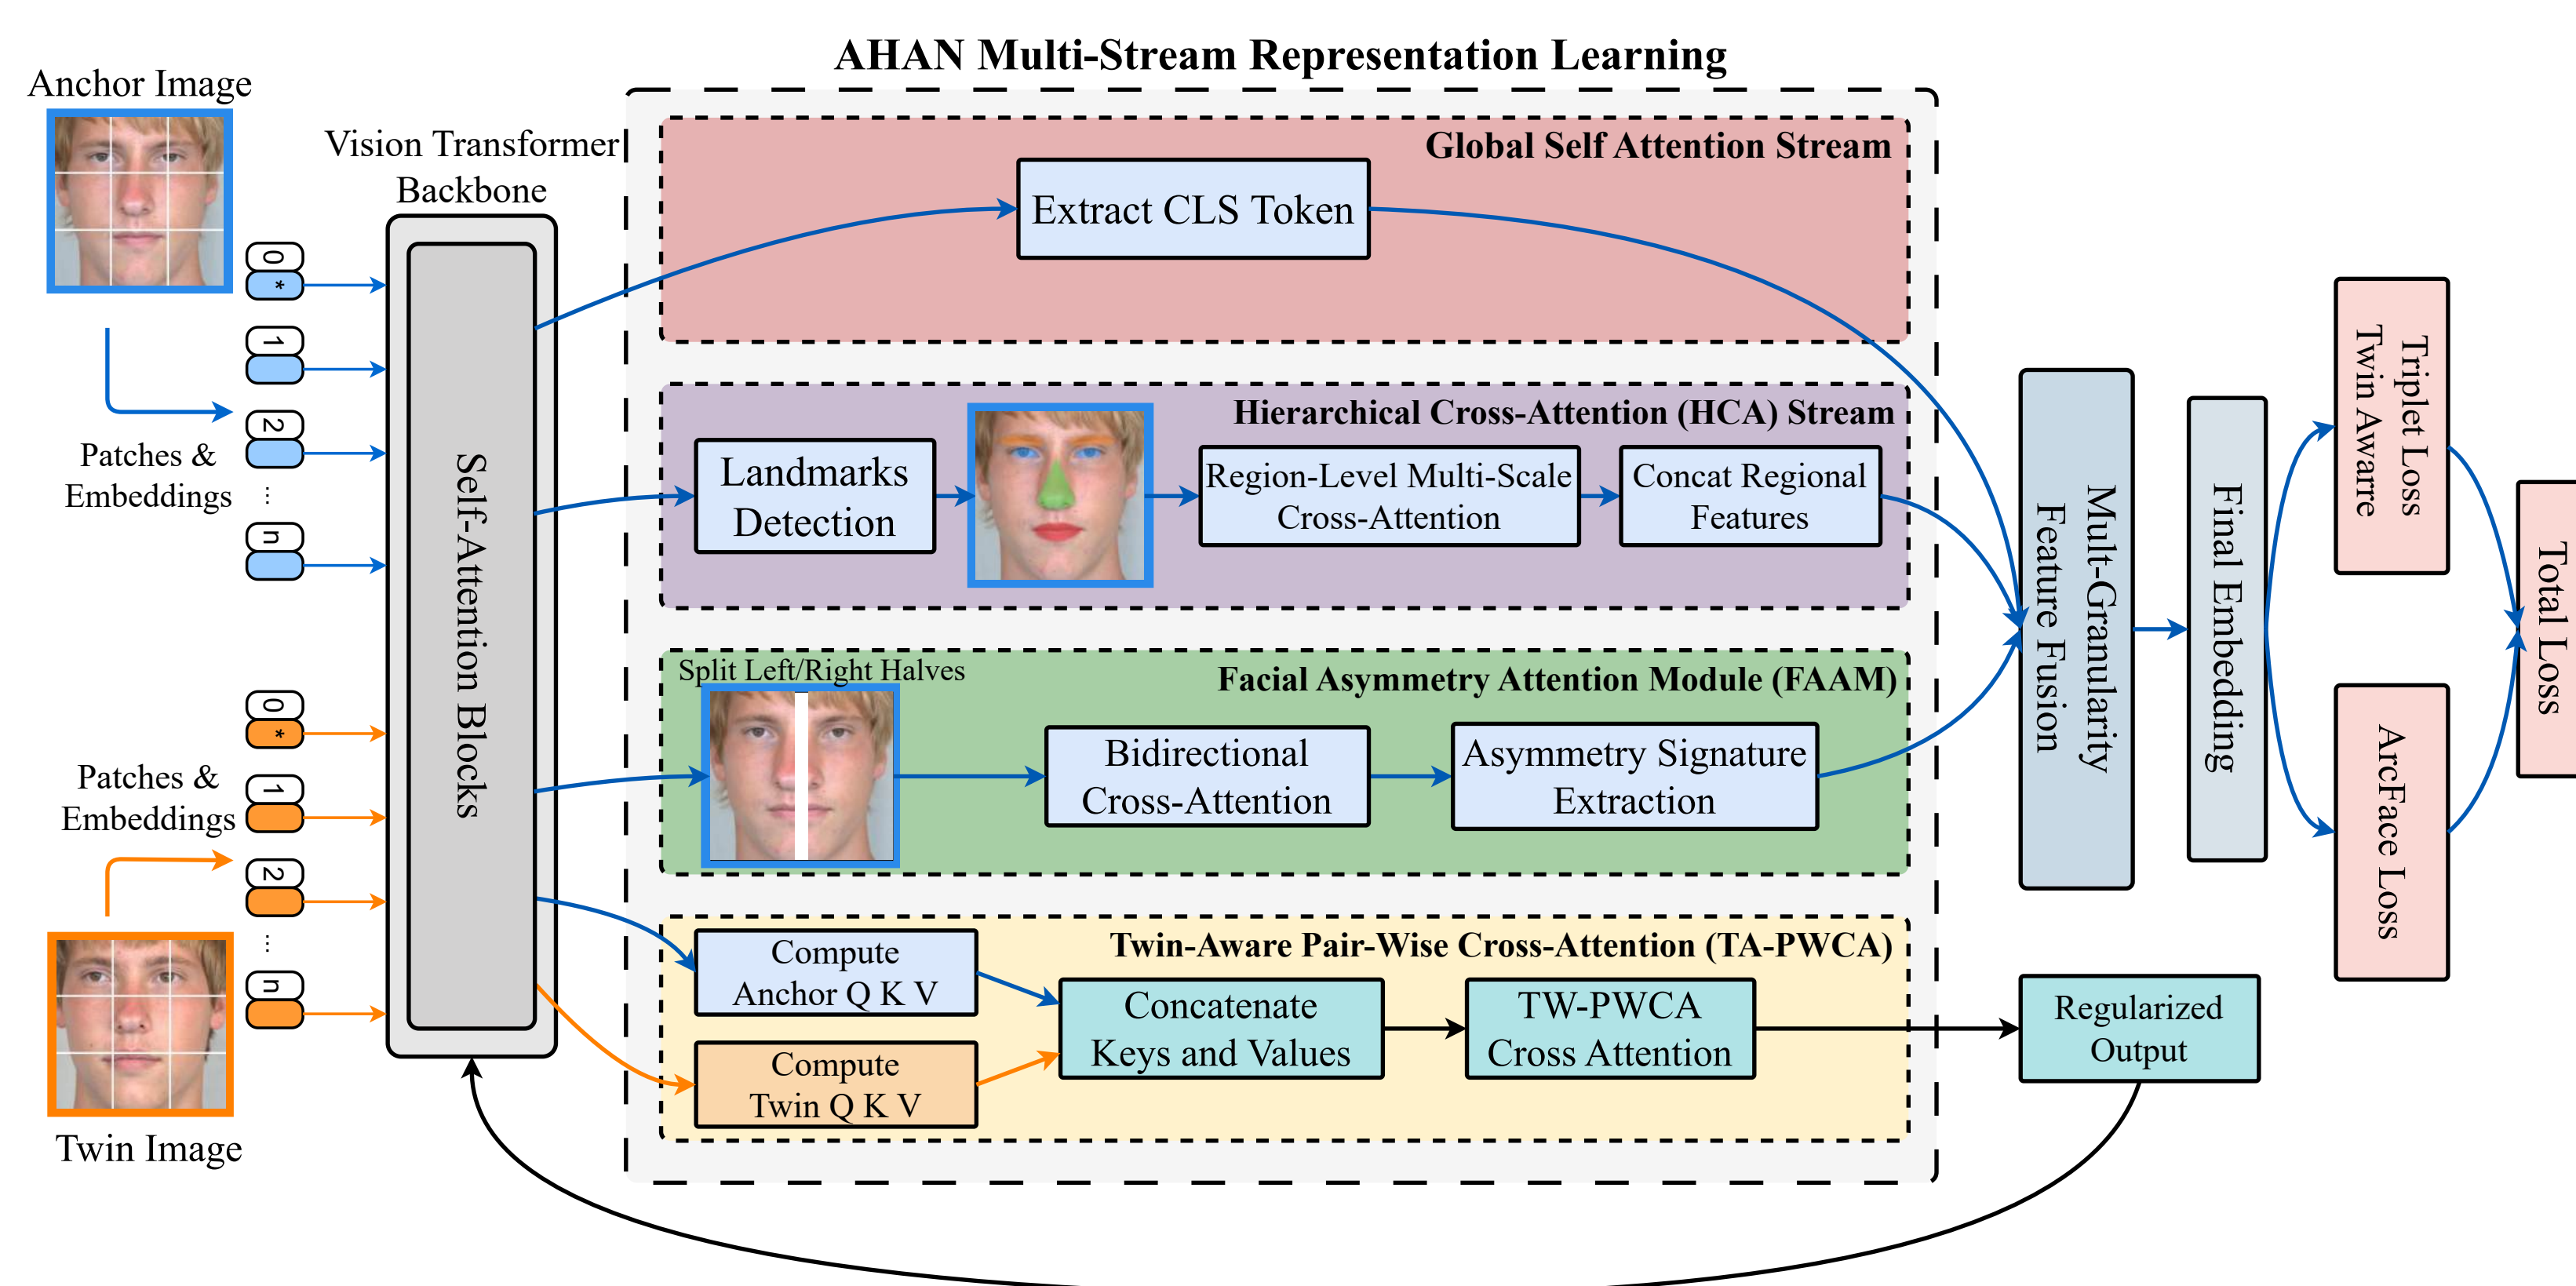 AHAN Multi-Stream Representation Learning
Anchor Image
Vision Transformer
Backbone
0
*
1
2
...
n
Patches &
Embeddings
Self-Attention Blocks
0
*
1
2
...
n
Patches &
Embeddings
Twin Image
Global Self Attention Stream
Extract CLS Token
Hierarchical Cross-Attention (HCA) Stream
Landmarks
Detection
Region-Level Multi-Scale
Cross-Attention
Concat Regional
Features
Split Left/Right Halves
Facial Asymmetry Attention Module (FAAM)
Bidirectional
Cross-Attention
Asymmetry Signature
Extraction
Twin-Aware Pair-Wise Cross-Attention (TA-PWCA)
Compute
Anchor Q K V
Compute
Twin Q K V
Concatenate
Keys and Values
TW-PWCA
Cross Attention
Mult-Granularity
Feature Fusion
Final Embedding
Triplet Loss
Twin Awarre
ArcFace Loss
Total Loss
Regularized
Output